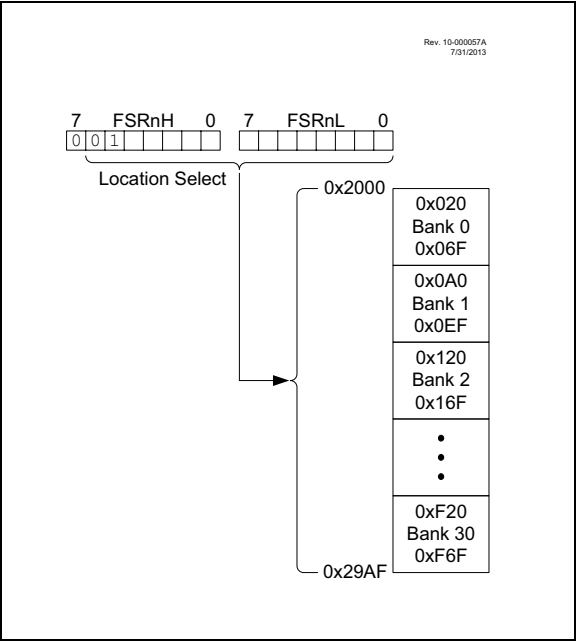 Rev. 10-000057A
7/31/2013
7 FSRnH 0 7 FSRnL 0
0 0 1
Location Select
0x2000
0x020
Bank 0
0x06F
0x0A0
Bank 1
0x0EF
0x120
Bank 2
0x16F
0xF20
Bank 30
0xF6F
0x29AF